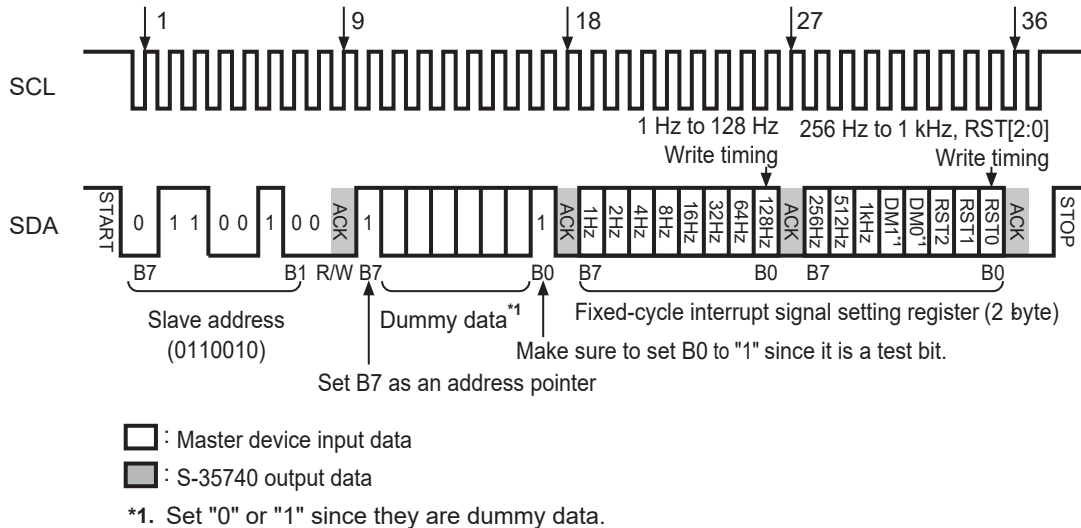 1 9 18 27 36
SCL
1 Hz to 128 Hz 256 Hz to 1 kHz, RST[2:0]
Write timing Write timing
SDA START 0 1 1 0 0 1 0 0 ACK 1 1 ACK 1Hz 2Hz 4Hz 8Hz 16Hz 32Hz 64Hz 128Hz ACK 256Hz 512Hz 1kHz DM1*1 DM0*1 RST2 RST1 RST0 ACK STOP
B7 B1 R/W B7 B0 B7 B0 B7 B0
Slave address Dummy data*1 Fixed-cycle interrupt signal setting register (2 byte)
(0110010) Make sure to set B0 to "1" since it is a test bit.
Set B7 as an address pointer
: Master device input data
: S-35740 output data
*1. Set "0" or "1" since they are dummy data.